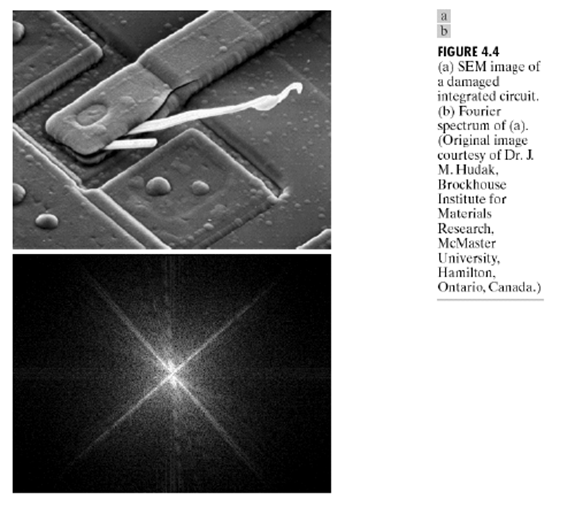 a
b
FIGURE 4.4
(a) SEM image of
a damaged
integrated circuit.
(b) Fourier
spectrum of (a).
(Original image
courtesy of Dr. J.
M. Hudak,
Brockhouse
Institute for
Materials
Research,
McMaster
University,
Hamilton,
Ontario, Canada.)